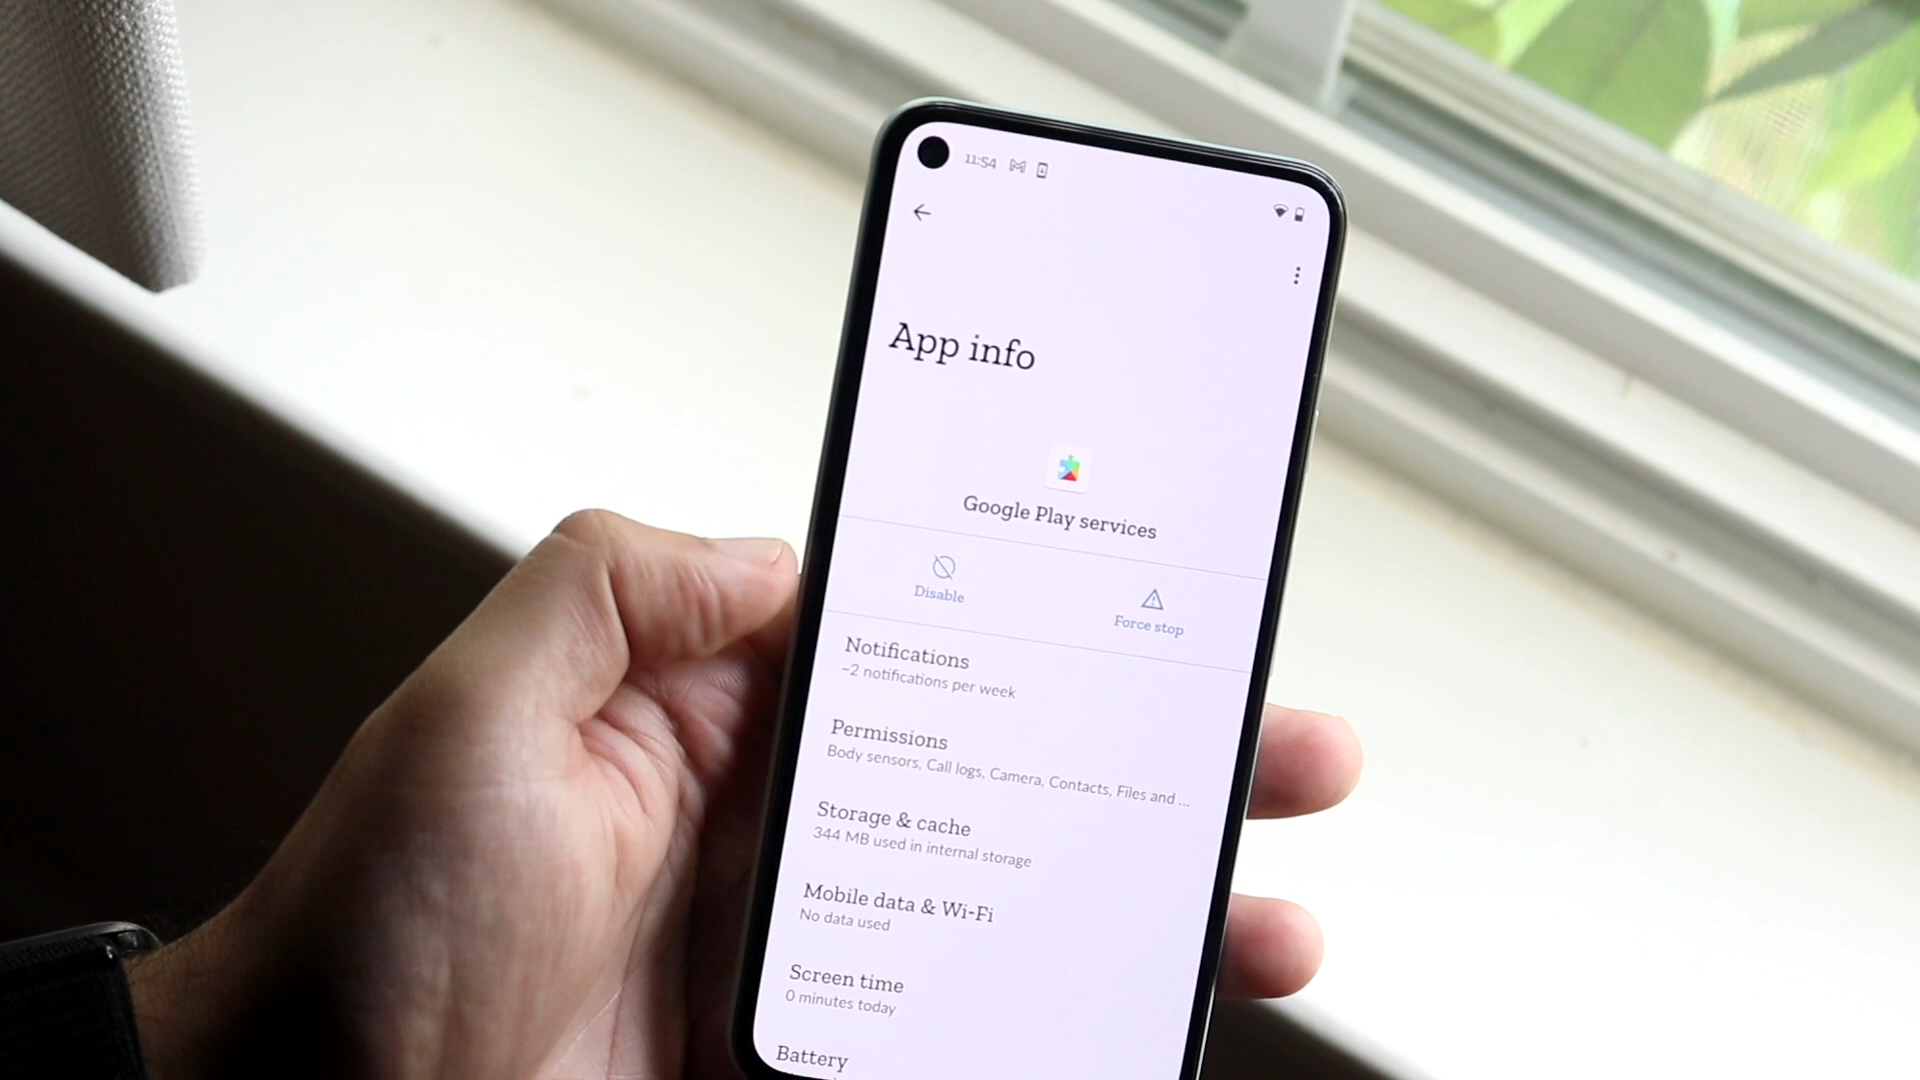 11:54
App info
Google Play services
Disable
Force stop
Notifications
~2 notifications per week
Permissions
Body sensors, Call logs, Camera, Contacts, Files and ...
Storage & cache
344 MB used in internal storage
Mobile data & Wi-Fi
No data used
Screen time
0 minutes today
Battery